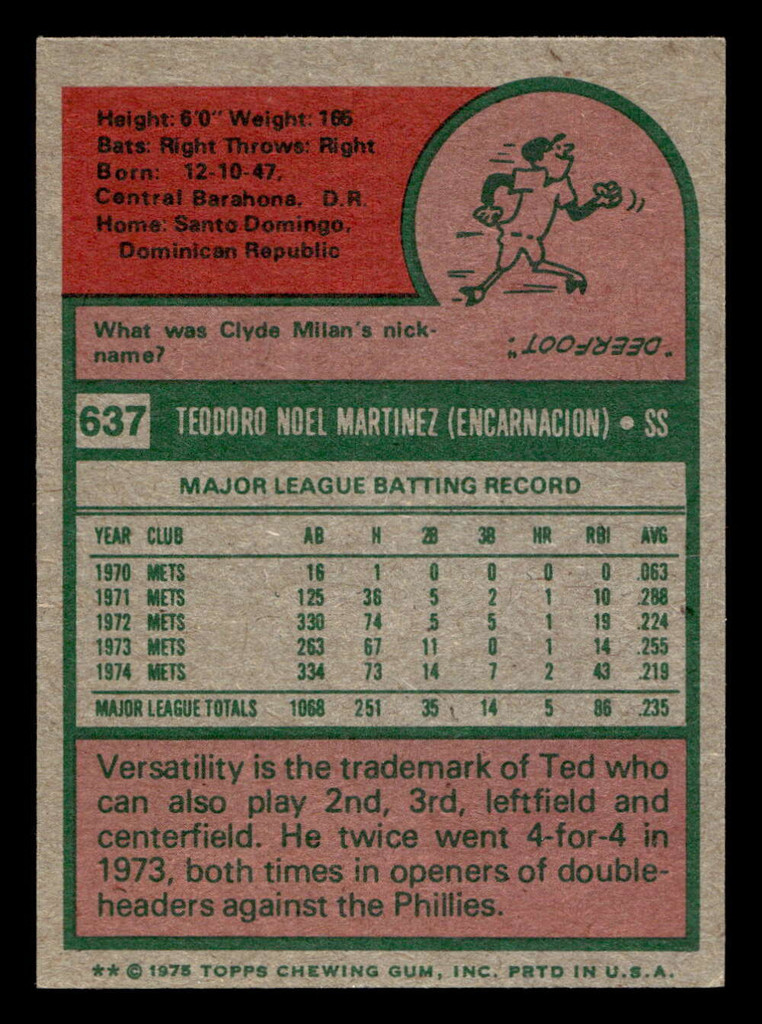 Height: 6'0" Weight: 165
Bats: Right Throws: Right
Born: 12-10-47,
Central Barahona, D.R.
Home: Santo Domingo,
Dominican Republic
What was Clyde Milan's nick-
name?
"DEERFOOT."
637 TEODORO NOEL MARTINEZ (ENCARNACION) • SS
MAJOR LEAGUE BATTING RECORD
YEAR CLUB AB H 2B 3B HR RBI AVG
1970 METS 16 1 0 0 0 0 .063
1971 METS 125 36 5 2 1 10 .288
1972 METS 330 74 5 5 1 19 .224
1973 METS 263 67 11 0 1 14 .255
1974 METS 334 73 14 7 2 43 .219
MAJOR LEAGUE TOTALS 1068 251 35 14 5 86 .235
Versatility is the trademark of Ted who
can also play 2nd, 3rd, leftfield and
centerfield. He twice went 4-for-4 in
1973, both times in openers of double-
headers against the Phillies.
** © 1975 TOPPS CHEWING GUM, INC. PRTD IN U.S.A.